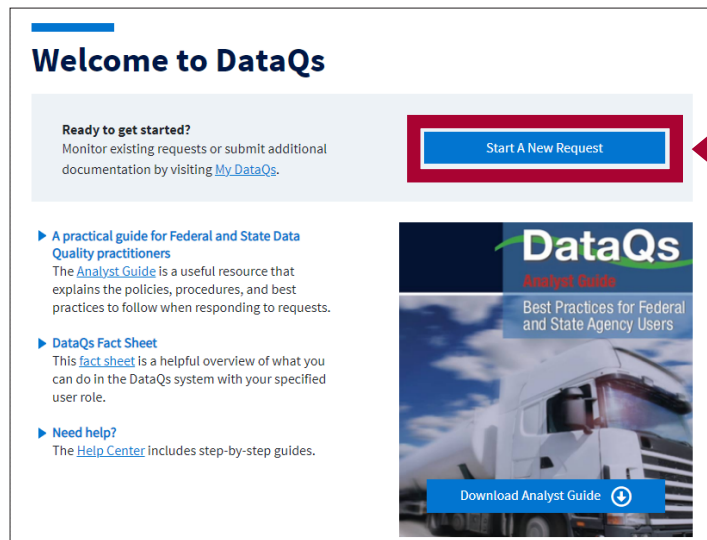 Welcome to DataQs
Ready to get started?
Monitor existing requests or submit additional
documentation by visiting My DataQs.
Start A New Request
A practical guide for Federal and State Data
Quality practitioners
The Analyst Guide is a useful resource that
explains the policies, procedures, and best
practices to follow when responding to requests.
DataQs Fact Sheet
This fact sheet is a helpful overview of what you
can do in the DataQs system with your specified
user role.
Need help?
The Help Center includes step-by-step guides.
DataQs
Analyst Guide
Best Practices for Federal
and State Agency Users
Download Analyst Guide